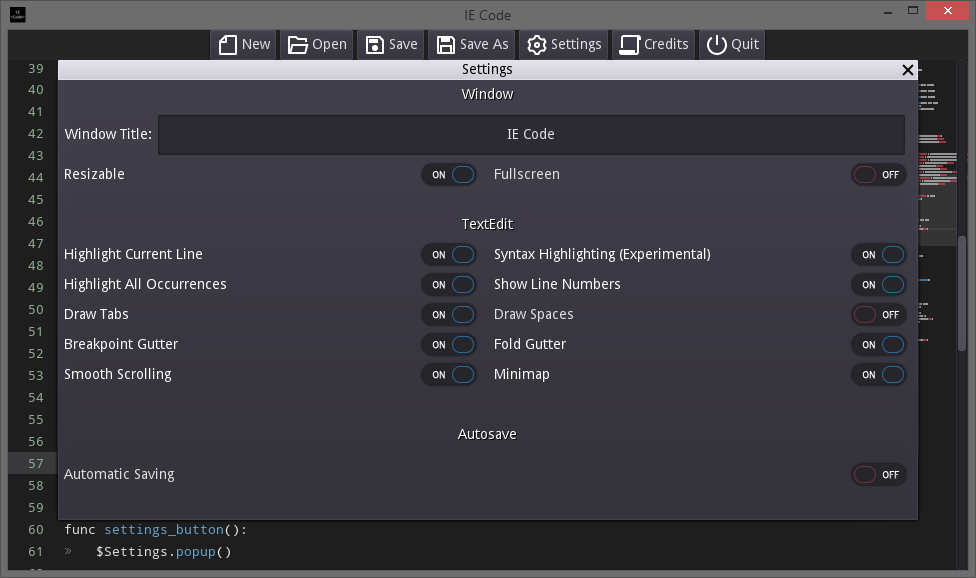 IE Code
IE
<Code>
New Open Save Save As Settings Credits Quit
39
Settings
40
Window
41
42
Window Title: IE Code
43
44
Resizable ON Fullscreen OFF
45
46
TextEdit
47
Highlight Current Line ON Syntax Highlighting (Experimental) ON
48
49
Highlight All Occurrences ON Show Line Numbers ON
50
Draw Tabs ON Draw Spaces OFF
51
52
Breakpoint Gutter ON Fold Gutter ON
53
Smooth Scrolling ON Minimap ON
54
55
56
Autosave
57
Automatic Saving OFF
58
59
60 func settings_button():
61 » $Settings.popup()